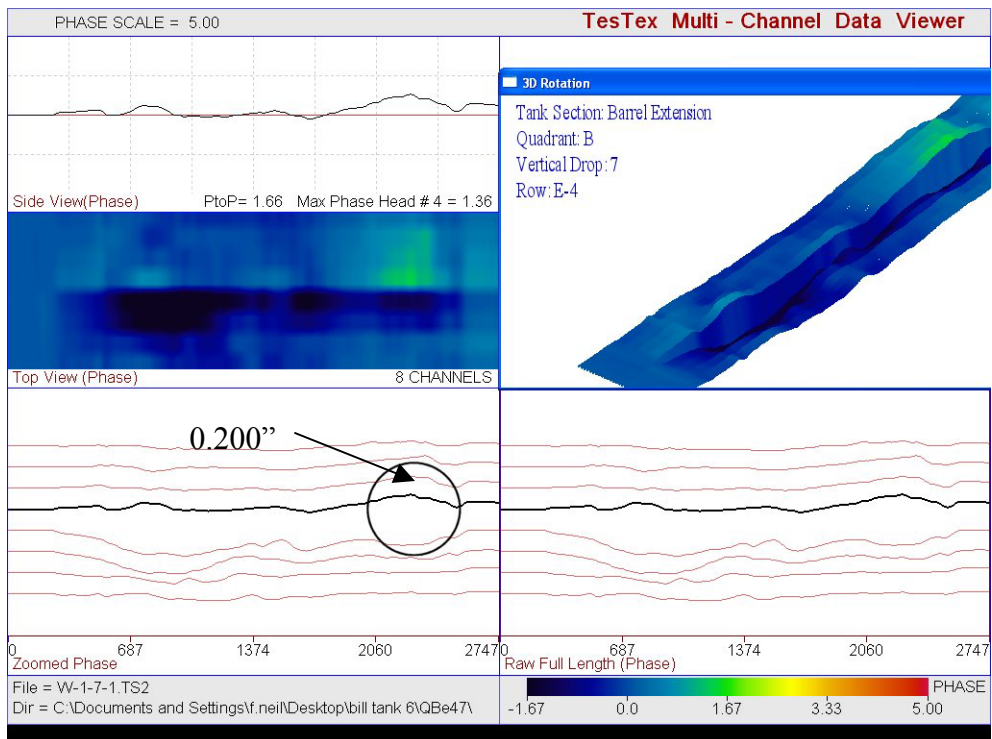 PHASE SCALE = 5.00
TesTex Multi - Channel Data Viewer
3D Rotation
Tank Section: Barrel Extension
Quadrant: B
Vertical Drop: 7
Row: E-4
Side View(Phase) PtoP= 1.66 Max Phase Head # 4 = 1.36
Top View (Phase) 8 CHANNELS
0.200”
0 687 1374 2060 2747
Zoomed Phase
0 687 1374 2060 2747
Raw Full Length (Phase)
File = W-1-7-1.TS2
Dir = C:\Documents and Settings\f.neil\Desktop\bill tank 6\QBe47\
PHASE
-1.67 0.0 1.67 3.33 5.00